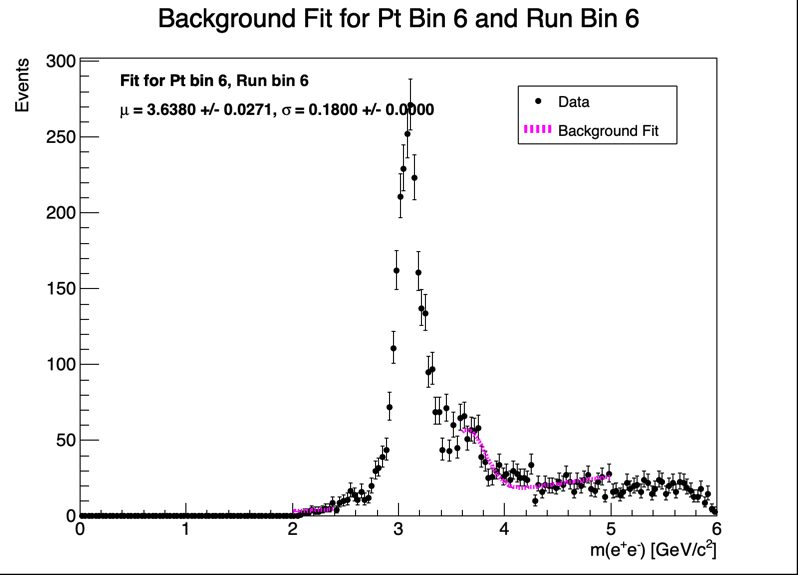 Background Fit for Pt Bin 6 and Run Bin 6
Events
300
250
200
150
100
50
0
Fit for Pt bin 6, Run bin 6
μ = 3.6380 +/- 0.0271, σ = 0.1800 +/- 0.0000
Data
Background Fit
0 1 2 3 4 5 6
m(e⁺e⁻) [GeV/c²]